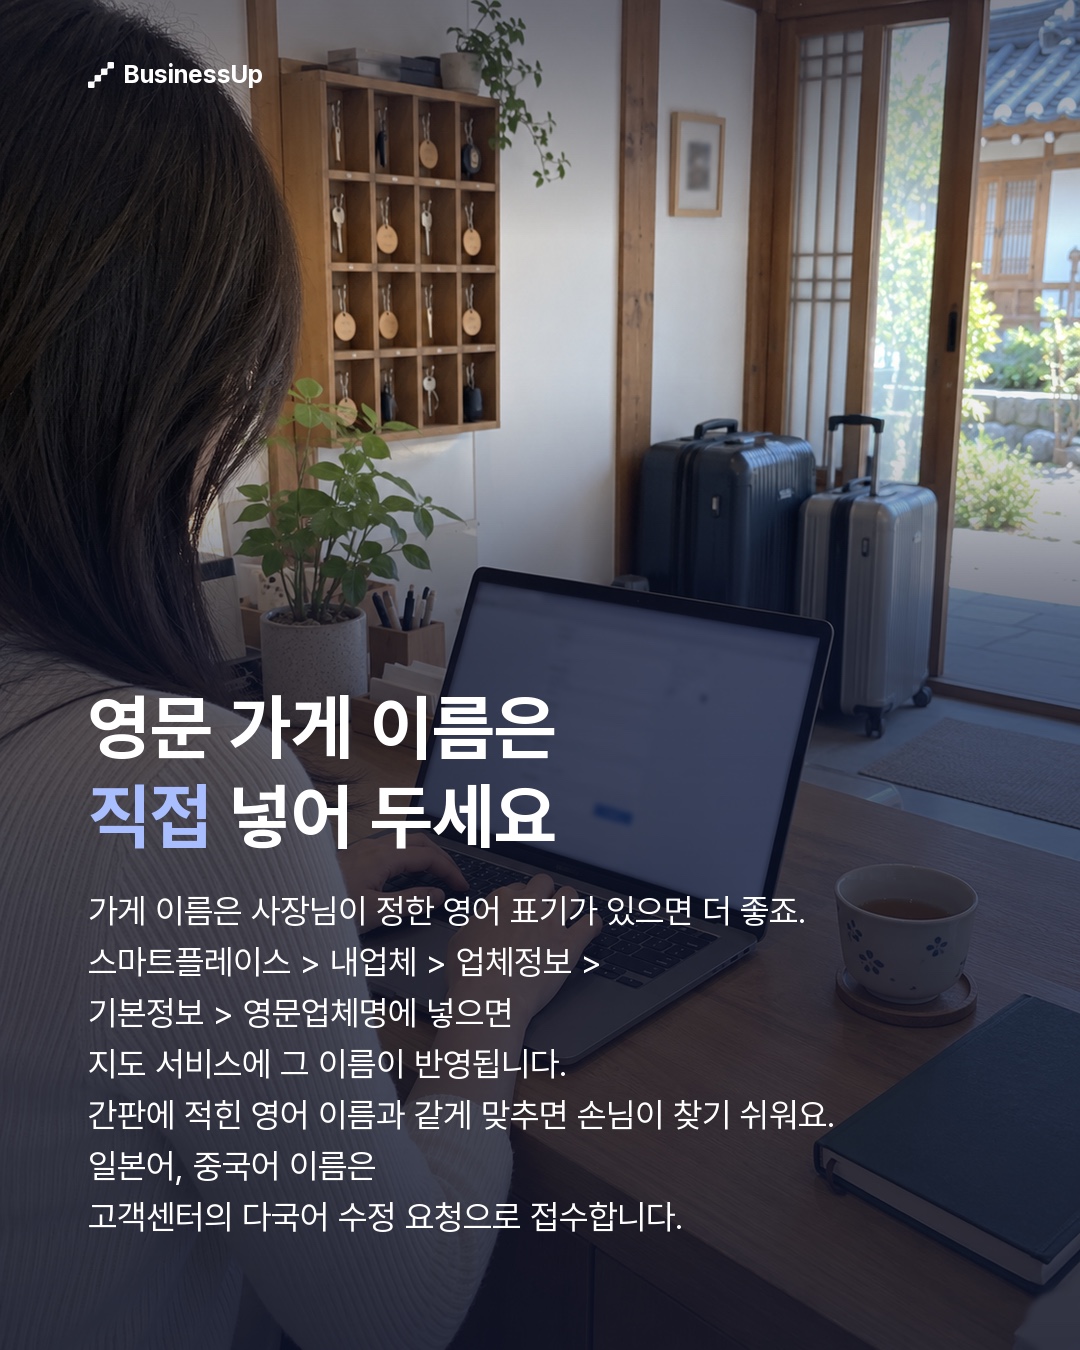 BusinessUp
영문 가게 이름은
직접 넣어 두세요
가게 이름은 사장님이 정한 영어 표기가 있으면 더 좋죠.
스마트플레이스 > 내업체 > 업체정보 >
기본정보 > 영문업체명에 넣으면
지도 서비스에 그 이름이 반영됩니다.
간판에 적힌 영어 이름과 같게 맞추면 손님이 찾기 쉬워요.
일본어, 중국어 이름은
고객센터의 다국어 수정 요청으로 접수합니다.